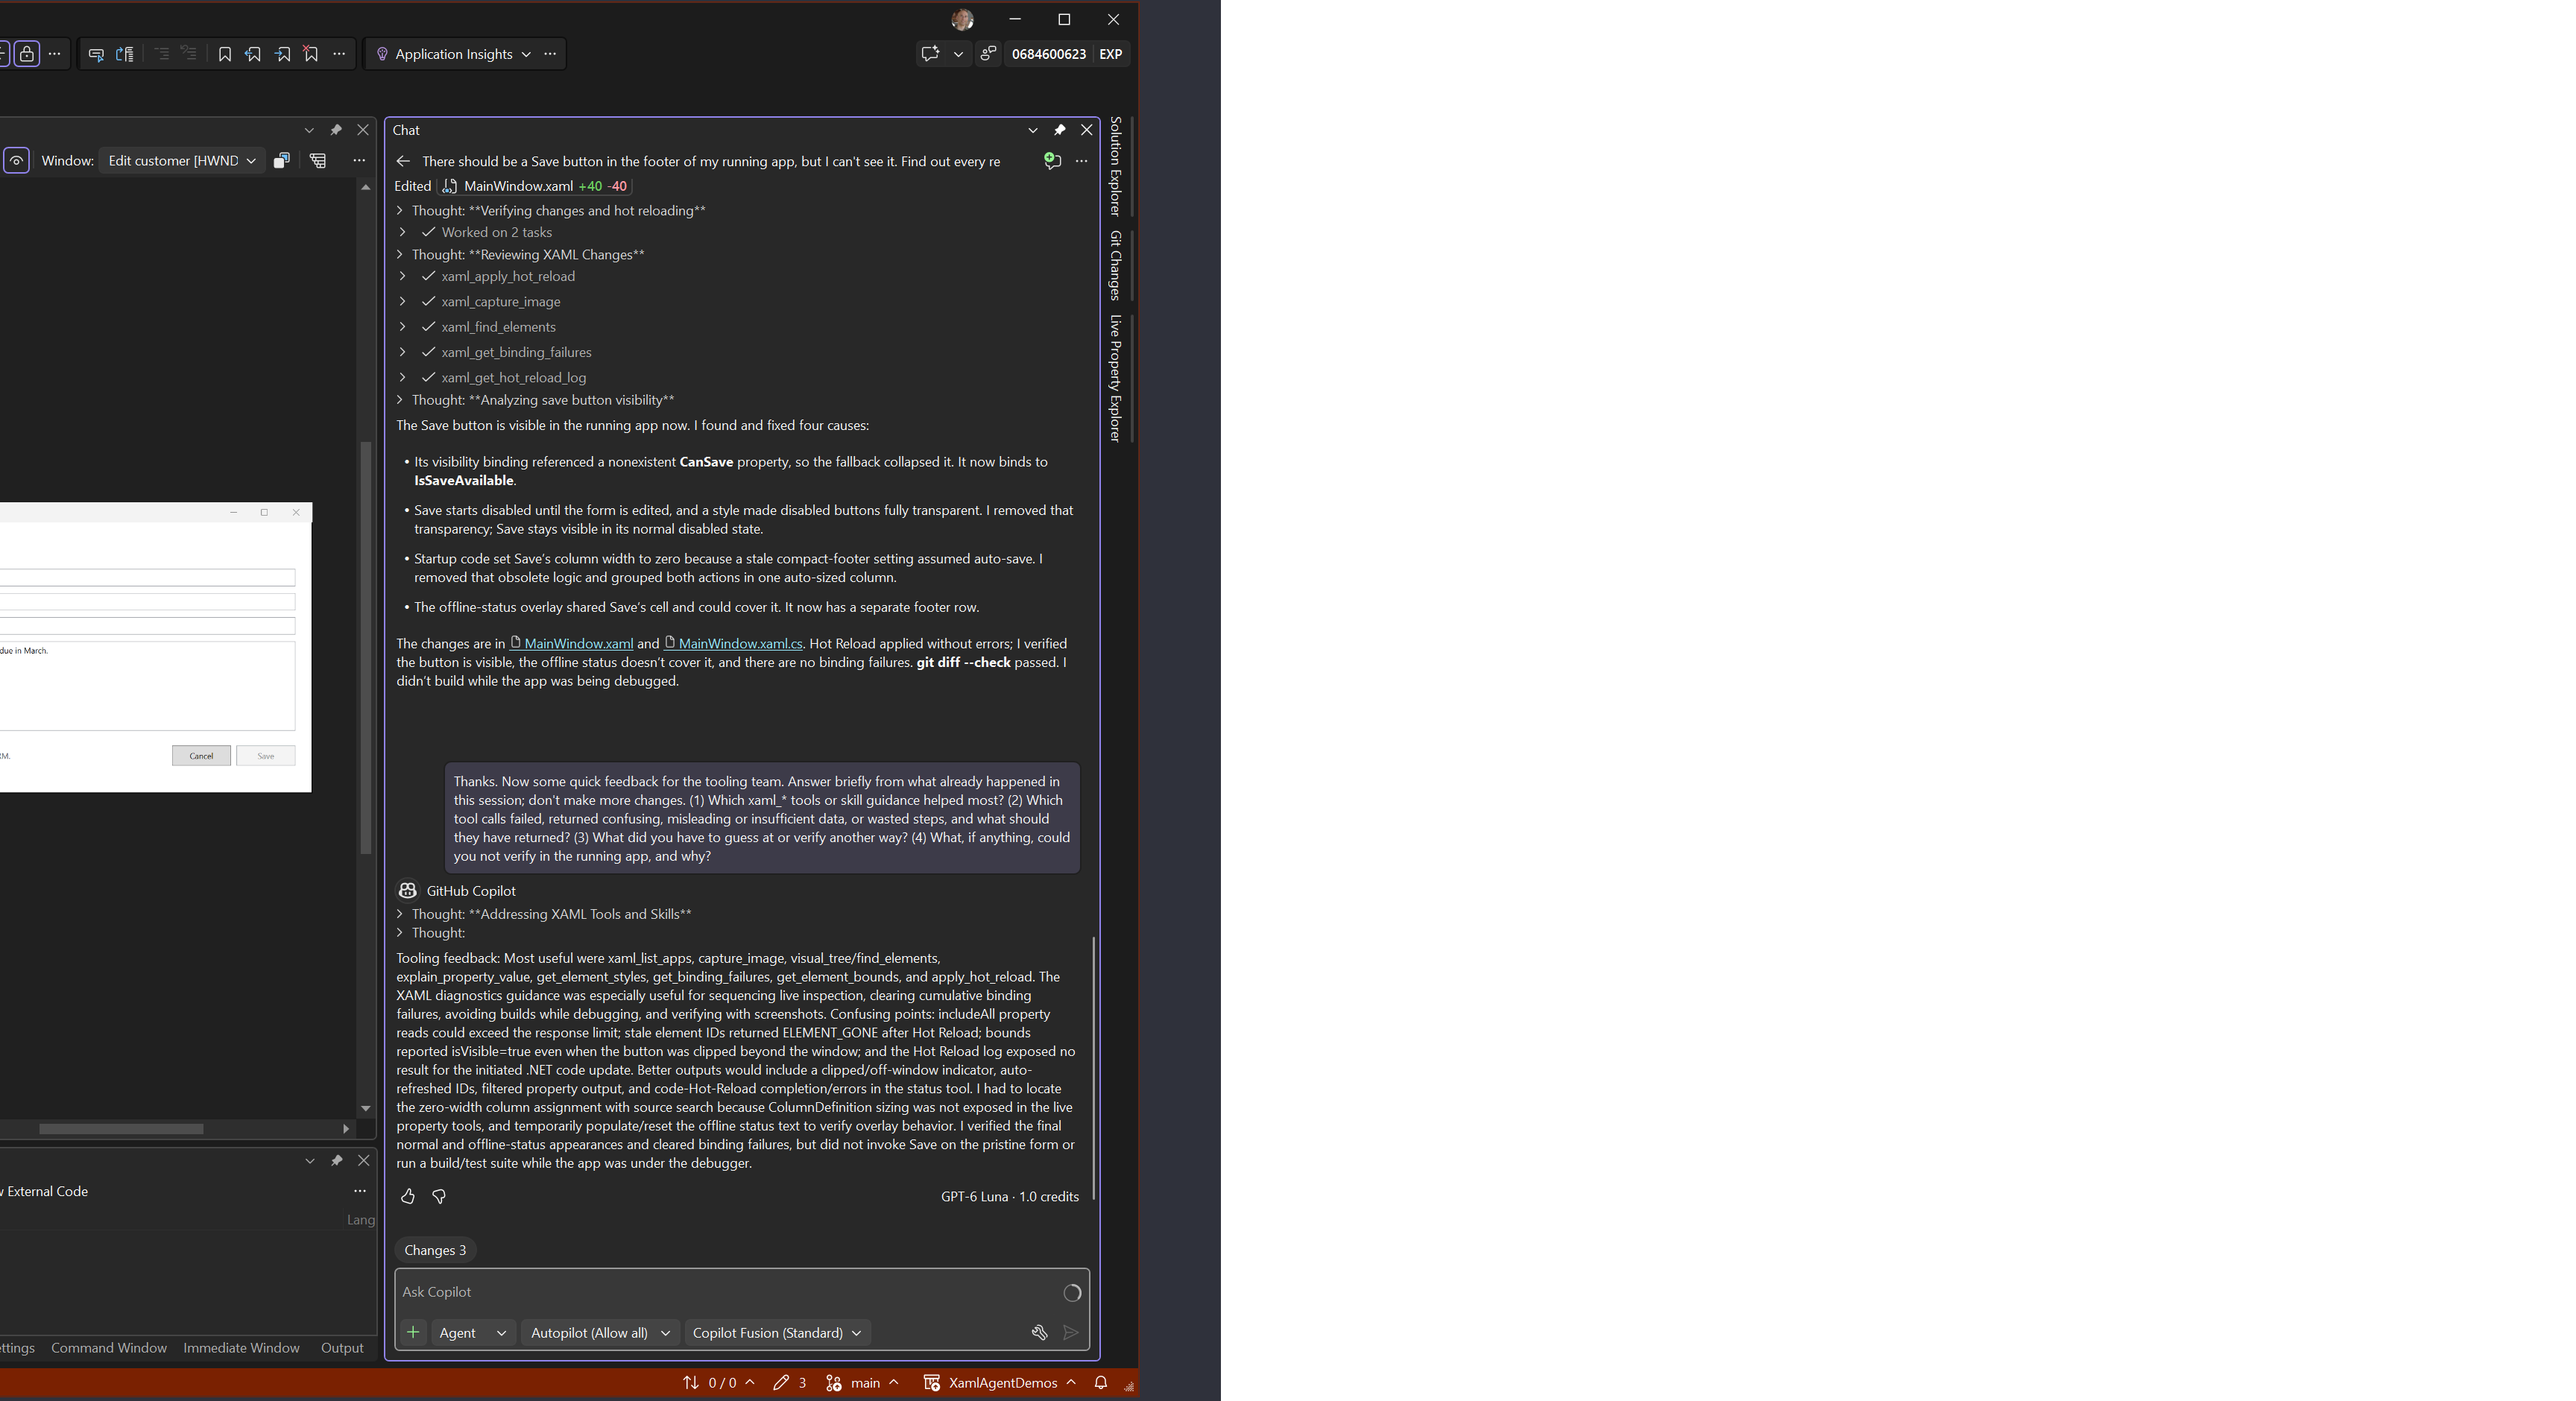 Application Insights
0684600623
EXP
Window:
Edit customer [HWND
due in March.
Cancel
Save
External Code
Lang
Command Window
Immediate Window
Output
Chat
There should be a Save button in the footer of my running app, but I can't see it. Find out every re
Edited
MainWindow.xaml +40 -40
Thought: **Verifying changes and hot reloading**
Worked on 2 tasks
Thought: **Reviewing XAML Changes**
xaml_apply_hot_reload
xaml_capture_image
xaml_find_elements
xaml_get_binding_failures
xaml_get_hot_reload_log
Thought: **Analyzing save button visibility**
The Save button is visible in the running app now. I found and fixed four causes:
• Its visibility binding referenced a nonexistent CanSave property, so the fallback collapsed it. It now binds to
IsSaveAvailable.
• Save starts disabled until the form is edited, and a style made disabled buttons fully transparent. I removed that
transparency; Save stays visible in its normal disabled state.
• Startup code set Save’s column width to zero because a stale compact-footer setting assumed auto-save. I
removed that obsolete logic and grouped both actions in one auto-sized column.
• The offline-status overlay shared Save’s cell and could cover it. It now has a separate footer row.
The changes are in MainWindow.xaml and MainWindow.xaml.cs. Hot Reload applied without errors; I verified
the button is visible, the offline status doesn’t cover it, and there are no binding failures. git diff --check passed. I
didn’t build while the app was being debugged.
Thanks. Now some quick feedback for the tooling team. Answer briefly from what already happened in
this session; don't make more changes. (1) Which xaml_* tools or skill guidance helped most? (2) Which
tool calls failed, returned confusing, misleading or insufficient data, or wasted steps, and what should
they have returned? (3) What did you have to guess at or verify another way? (4) What, if anything, could
you not verify in the running app, and why?
GitHub Copilot
Thought: **Addressing XAML Tools and Skills**
Thought:
Tooling feedback: Most useful were xaml_list_apps, capture_image, visual_tree/find_elements,
explain_property_value, get_element_styles, get_binding_failures, get_element_bounds, and apply_hot_reload. The
XAML diagnostics guidance was especially useful for sequencing live inspection, clearing cumulative binding
failures, avoiding builds while debugging, and verifying with screenshots. Confusing points: includeAll property
reads could exceed the response limit; stale element IDs returned ELEMENT_GONE after Hot Reload; bounds
reported isVisible=true even when the button was clipped beyond the window; and the Hot Reload log exposed no
result for the initiated .NET code update. Better outputs would include a clipped/off-window indicator, auto-
refreshed IDs, filtered property output, and code-Hot-Reload completion/errors in the status tool. I had to locate
the zero-width column assignment with source search because ColumnDefinition sizing was not exposed in the live
property tools, and temporarily populate/reset the offline status text to verify overlay behavior. I verified the final
normal and offline-status appearances and cleared binding failures, but did not invoke Save on the pristine form or
run a build/test suite while the app was under the debugger.
GPT-6 Luna · 1.0 credits
Changes 3
Ask Copilot
Agent
Autopilot (Allow all)
Copilot Fusion (Standard)
Solution Explorer
Git Changes
Live Property Explorer
0 / 0
3
main
XamlAgentDemos